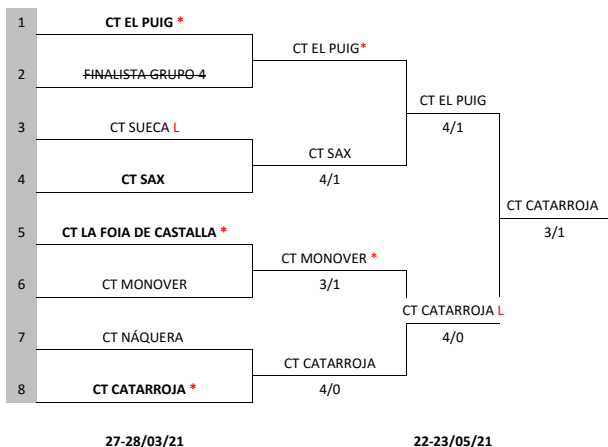 1 CT EL PUIG *
CT EL PUIG*
2 FINALISTA GRUPO 4
CT EL PUIG
3 CT SUECA L
4/1
CT SAX
4 CT SAX
4/1
CT CATARROJA
5 CT LA FOIA DE CASTALLA *
3/1
CT MONOVER *
6 CT MONOVER
3/1
CT CATARROJA L
7 CT NÁQUERA
4/0
CT CATARROJA
8 CT CATARROJA *
4/0
27-28/03/21 22-23/05/21